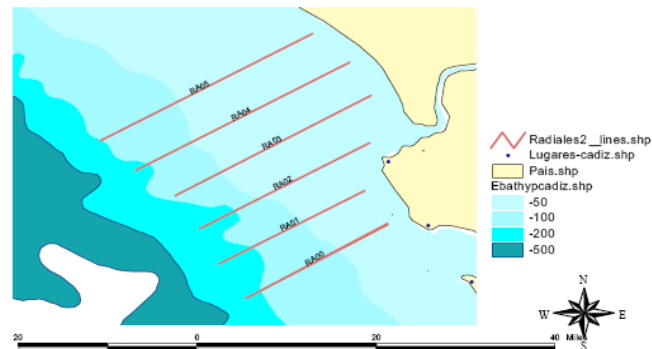 RA05
RA04
RA03
RA02
RA01
RA00
Radiales2__lines.shp
Lugares-cadiz.shp
Pais.shp
Ebathypcadiz.shp
-50
-100
-200
-500
N
W E
S
20 0 20 40 Miles